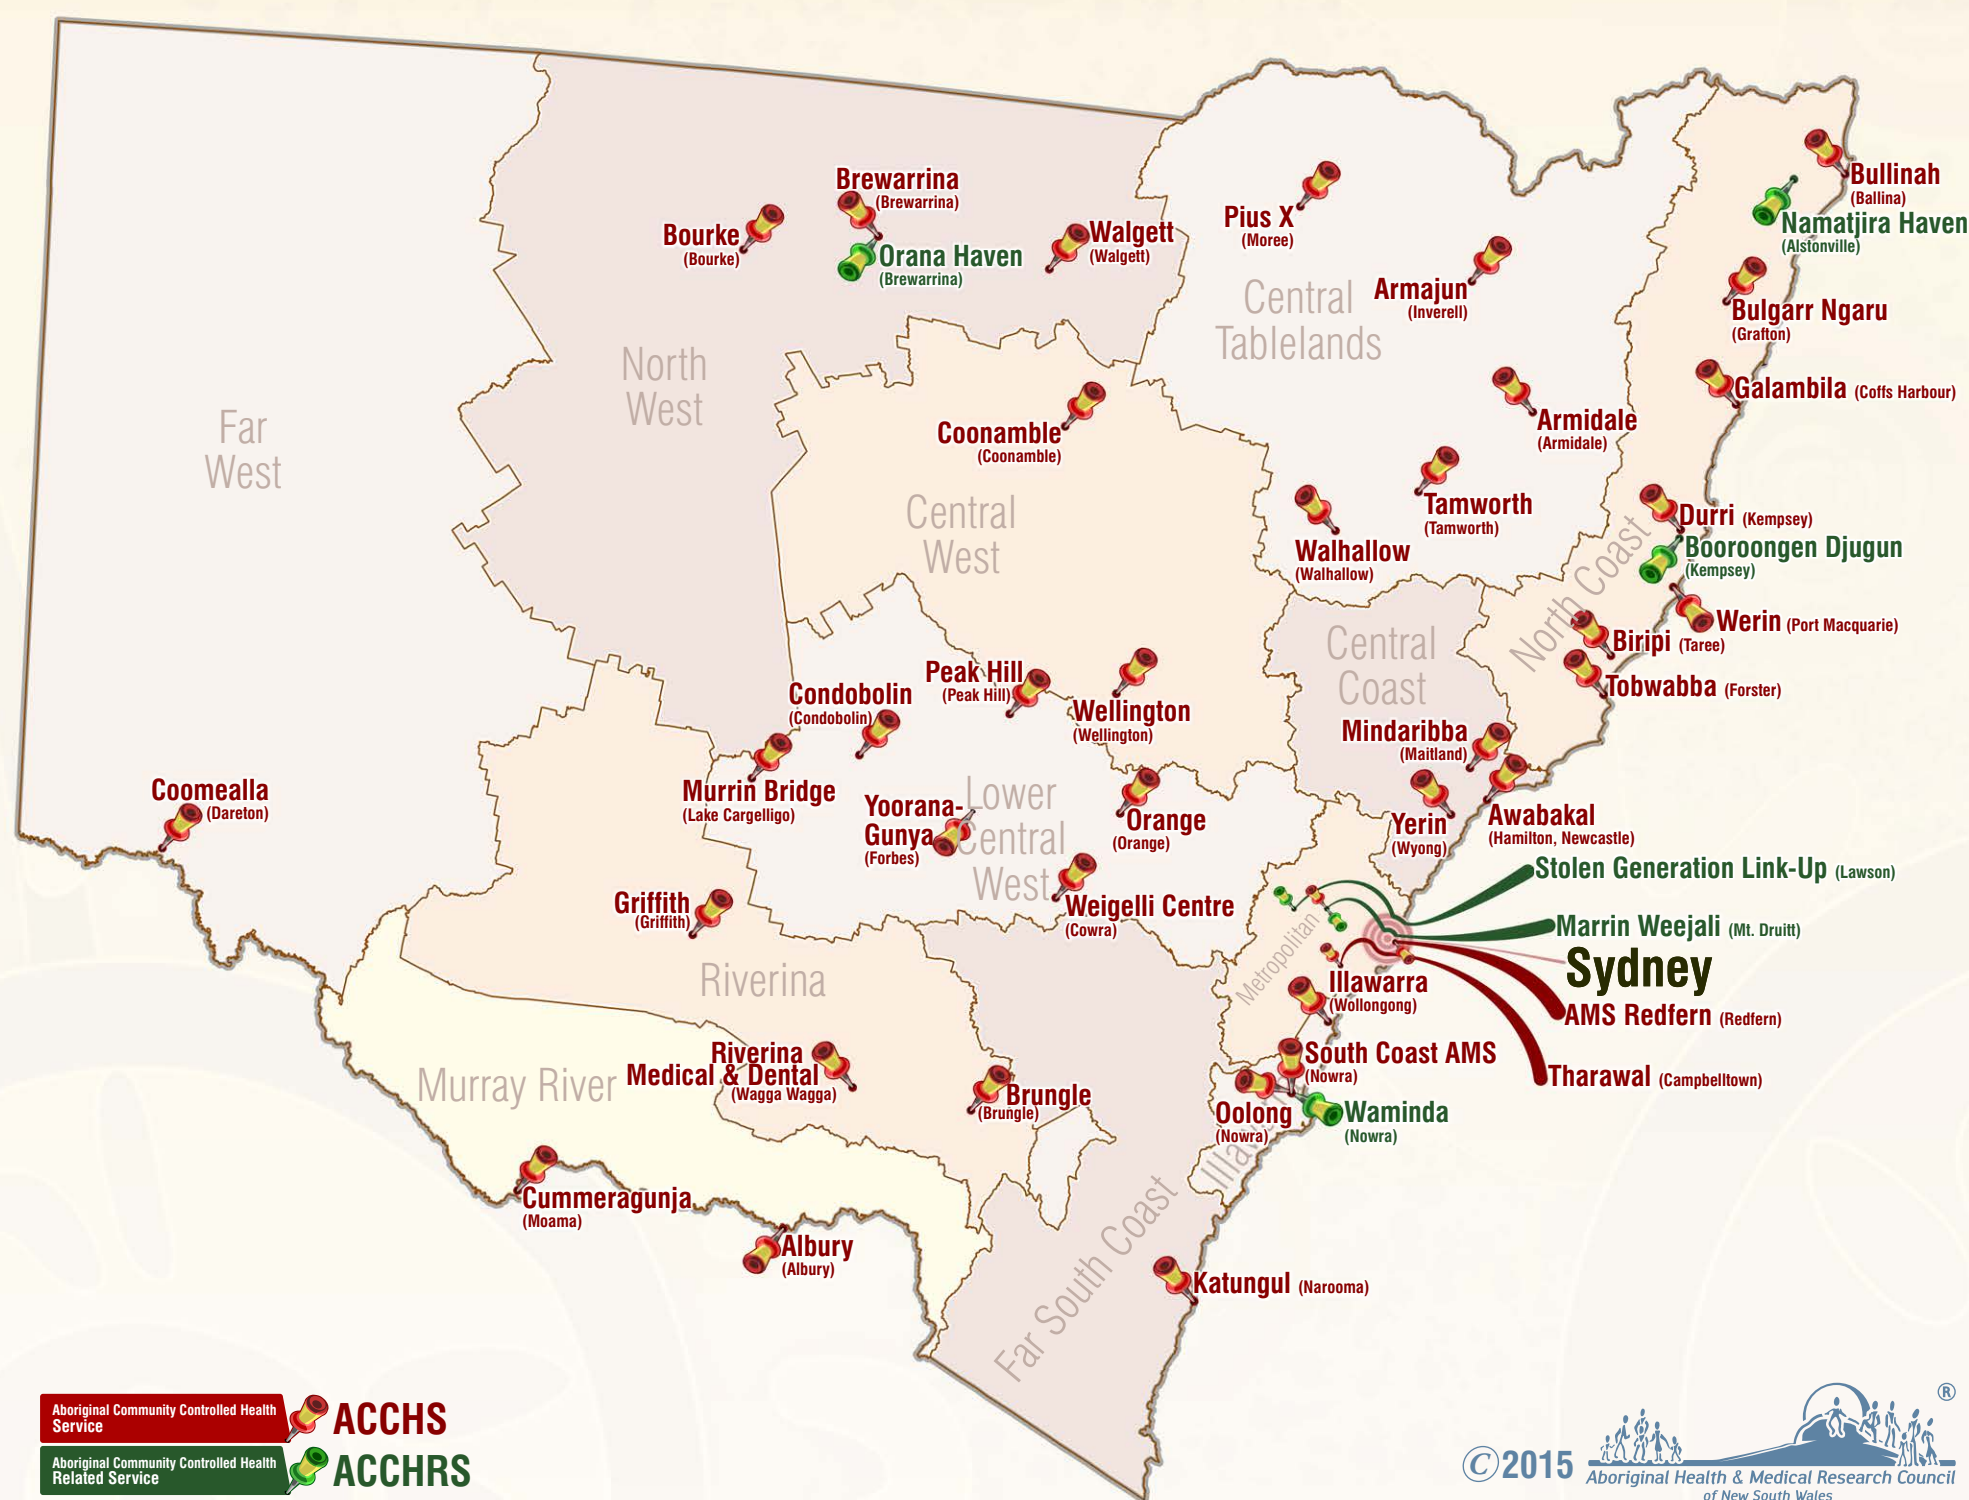 Brewarrina
(Brewarrina)
Bourke
(Bourke)
Orana Haven
(Brewarrina)
Walgett
(Walgett)
Pius X
(Moree)
Bullinah
(Ballina)
Namatjira Haven
(Alstonville)
Armajun
(Inverell)
Bulgarr Ngaru
(Grafton)
Central
Tablelands
North
West
Far
West
Galambila (Coffs Harbour)
Armidale
(Armidale)
Coonamble
(Coonamble)
Central
West
Tamworth
(Tamworth)
Walhallow
(Walhallow)
Durri (Kempsey)
Booroongen Djugun
(Kempsey)
North Coast
Werin (Port Macquarie)
Biripi (Taree)
Tobwabba (Forster)
Central
Coast
Peak Hill
(Peak Hill)
Condobolin
(Condobolin)
Wellington
(Wellington)
Mindaribba
(Maitland)
Coomealla
(Dareton)
Murrin Bridge
(Lake Cargelligo)
Yoorana-
Gunya
(Forbes)
Lower
Central
West
Orange
(Orange)
Yerin
(Wyong)
Awabakal
(Hamilton, Newcastle)
Stolen Generation Link-Up (Lawson)
Griffith
(Griffith)
Weigelli Centre
(Cowra)
Marrin Weejali (Mt. Druitt)
Metropolitan
Sydney
Riverina
Illawarra
(Wollongong)
AMS Redfern (Redfern)
Riverina
Medical & Dental
(Wagga Wagga)
Murray River
Brungle
(Brungle)
South Coast AMS
(Nowra)
Tharawal (Campbelltown)
Oolong
(Nowra)
Waminda
(Nowra)
Cummeragunja
(Moama)
Albury
(Albury)
Far South Coast
Katungul (Narooma)
Aboriginal Community Controlled Health
Service
ACCHS
Aboriginal Community Controlled Health
Related Service
ACCHRS
®
©2015
Aboriginal Health & Medical Research Council
of New South Wales